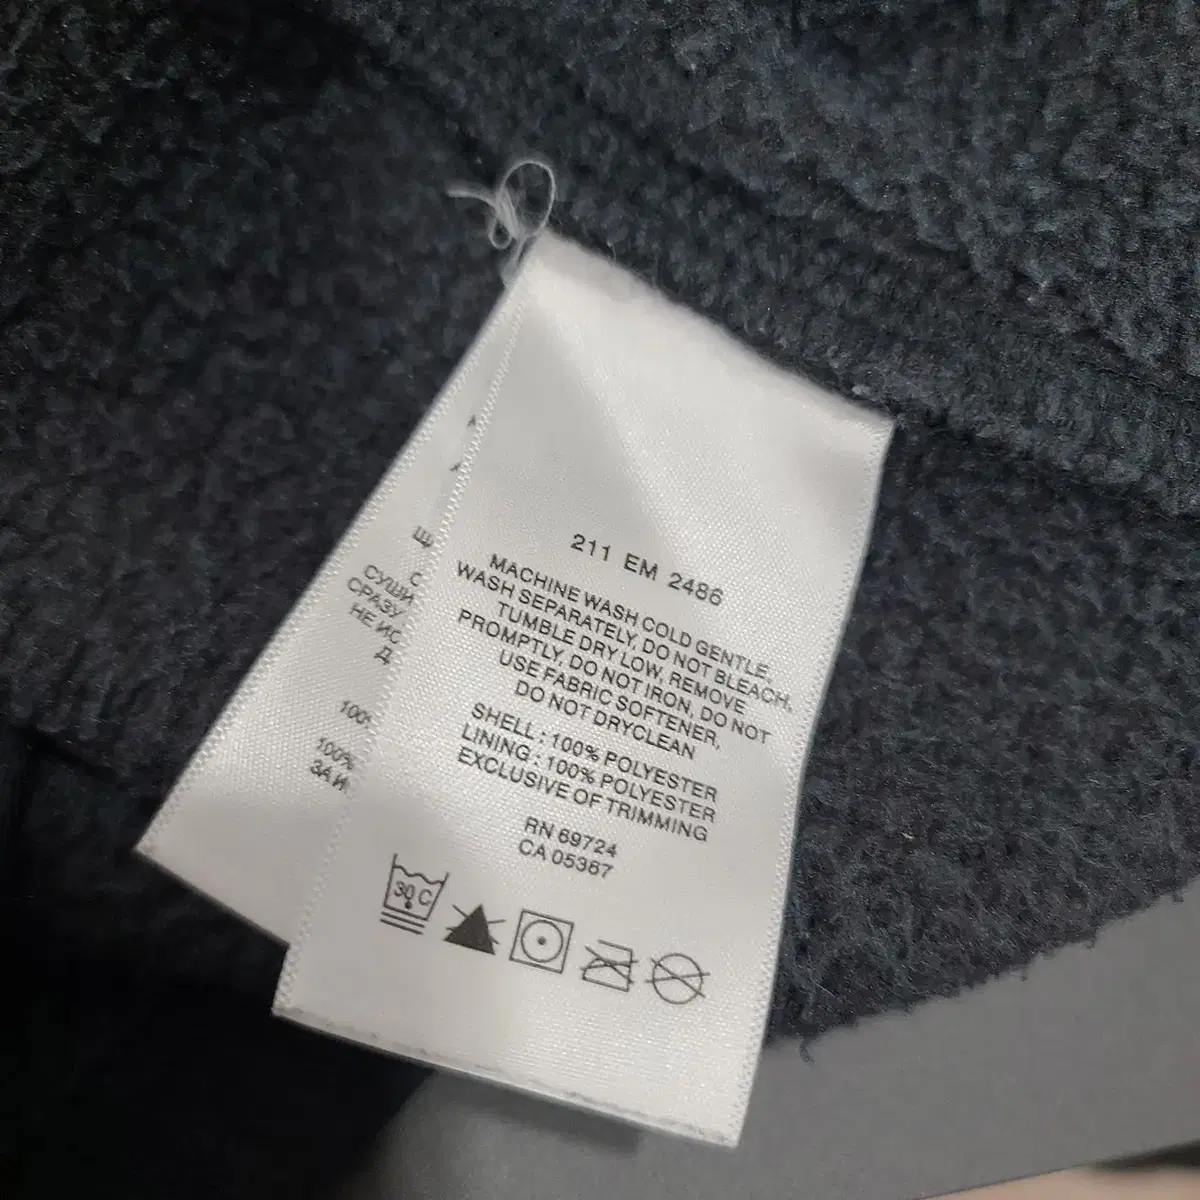 211 EM 2486
MACHINE WASH COLD GENTLE,
WASH SEPARATELY, DO NOT BLEACH,
TUMBLE DRY LOW, REMOVE
PROMPTLY, DO NOT IRON, DO NOT
USE FABRIC SOFTENER,
DO NOT DRYCLEAN
SHELL : 100% POLYESTER
LINING : 100% POLYESTER
EXCLUSIVE OF TRIMMING
RN 69724
CA 05367
30 C
СУШИ
СРАЗУ
НЕ ИС
Д
100%
100%
ЗА И